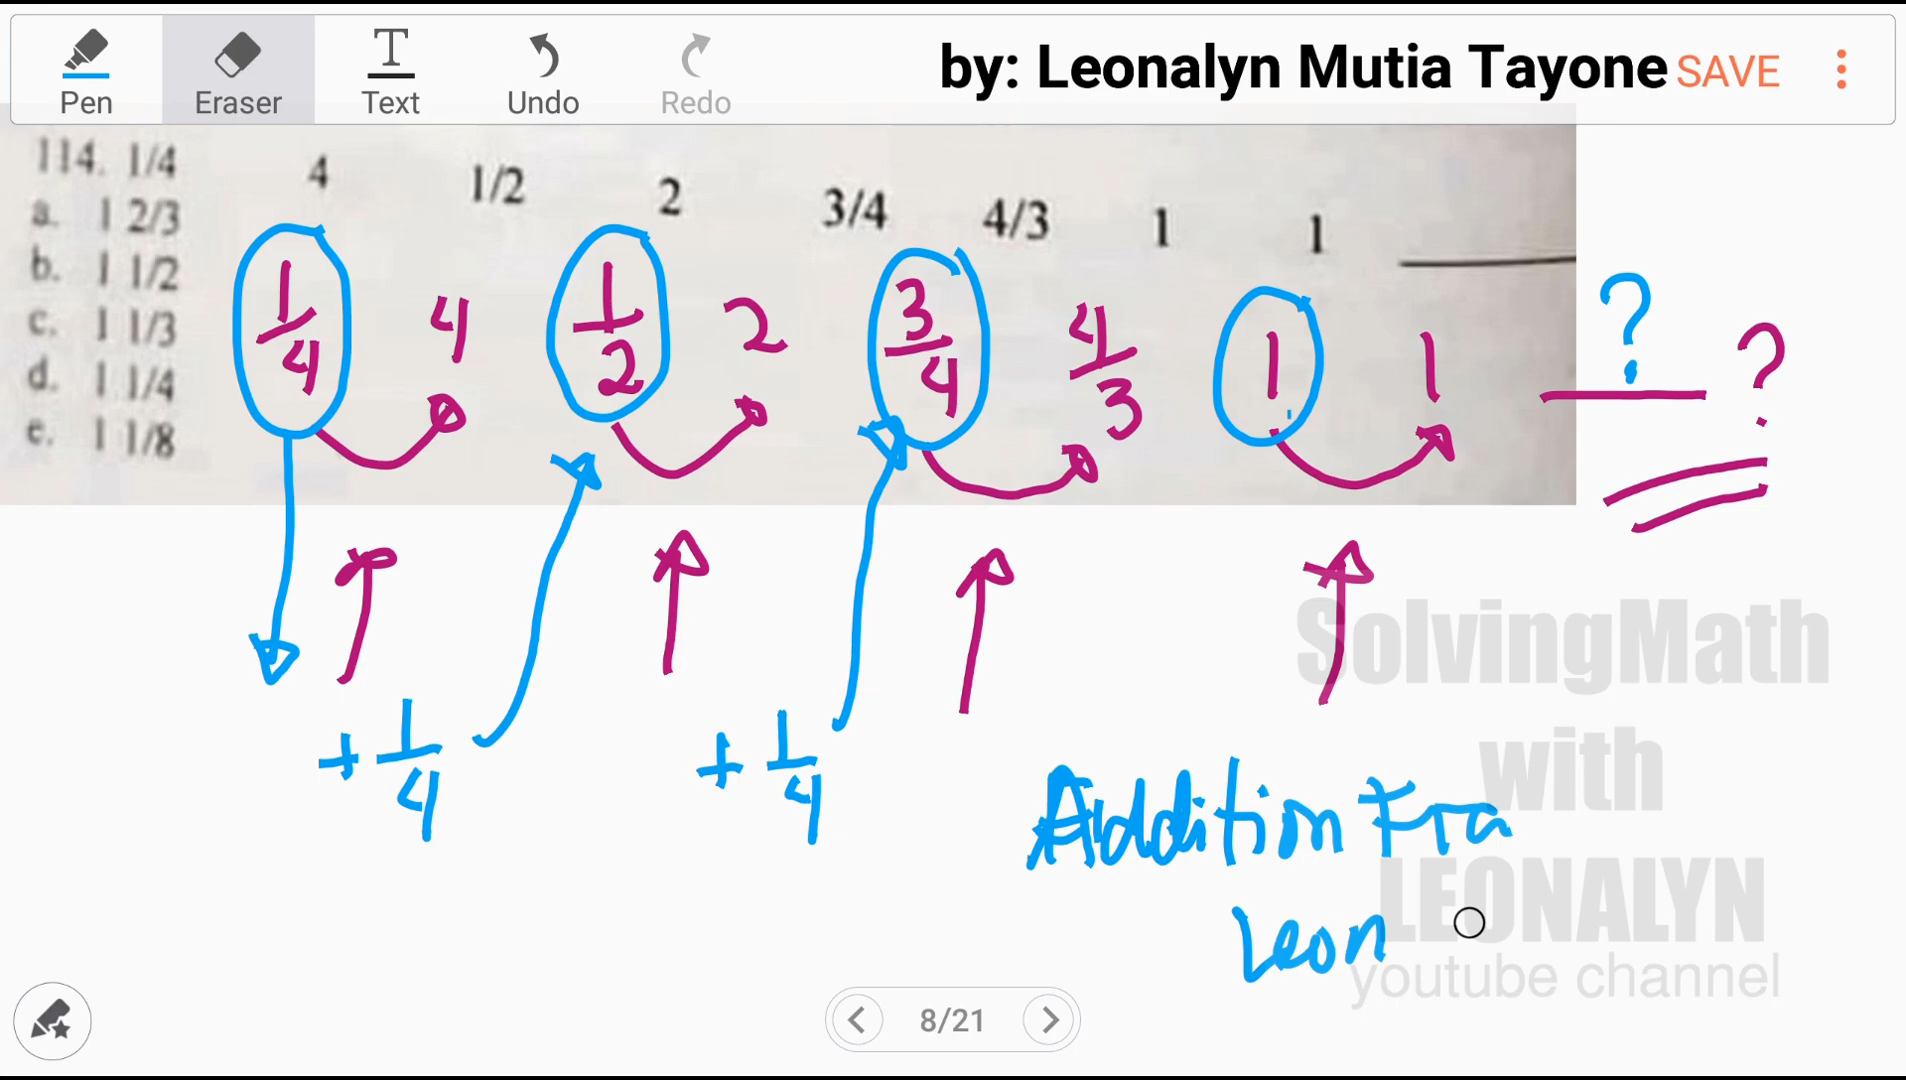 Pen Eraser Text Undo Redo by: Leonalyn Mutia Tayone SAVE
114. 1/4 4 1/2 2 3/4 4/3 1 1
a. 1 2/3
b. 1 1/2
c. 1 1/3
d. 1 1/4
e. 1 1/8
1/4 4 1/2 2 3/4 4/3 1 1 ? ?
+ 1/4 + 1/4
Addition Fra
Leon
SolvingMath
with
LEONALYN
youtube channel
8/21